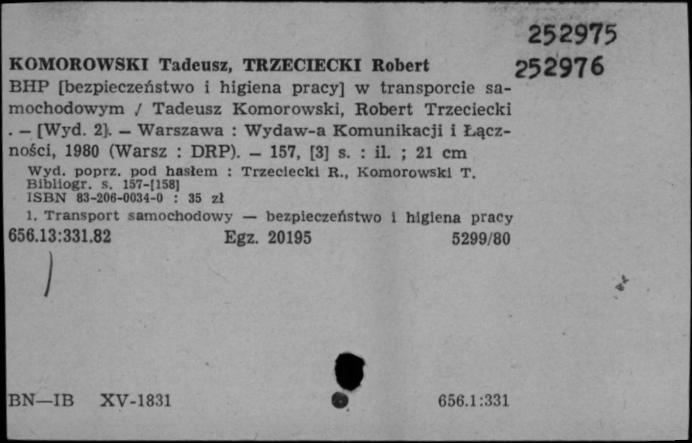 252975
KOMOROWSKI Tadeusz, TRZECIECKI Robert 252976
BHP [bezpieczeństwo i higiena pracy] w transporcie sa-
mochodowym / Tadeusz Komorowski, Robert Trzeciecki
. — [Wyd. 2]. — Warszawa : Wydaw-a Komunikacji i Łącz-
ności, 1980 (Warsz : DRP). — 157, [3] s. : il. ; 21 cm
Wyd. poprz. pod hasłem : Trzeciecki R., Komorowski T.
Bibliogr. s. 157-[158]
ISBN 83-206-0034-0 : 35 zł
1. Transport samochodowy — bezpieczeństwo i higiena pracy
656.13:331.82 Egz. 20195 5299/80
BN—IB XV-1831 656.1:331